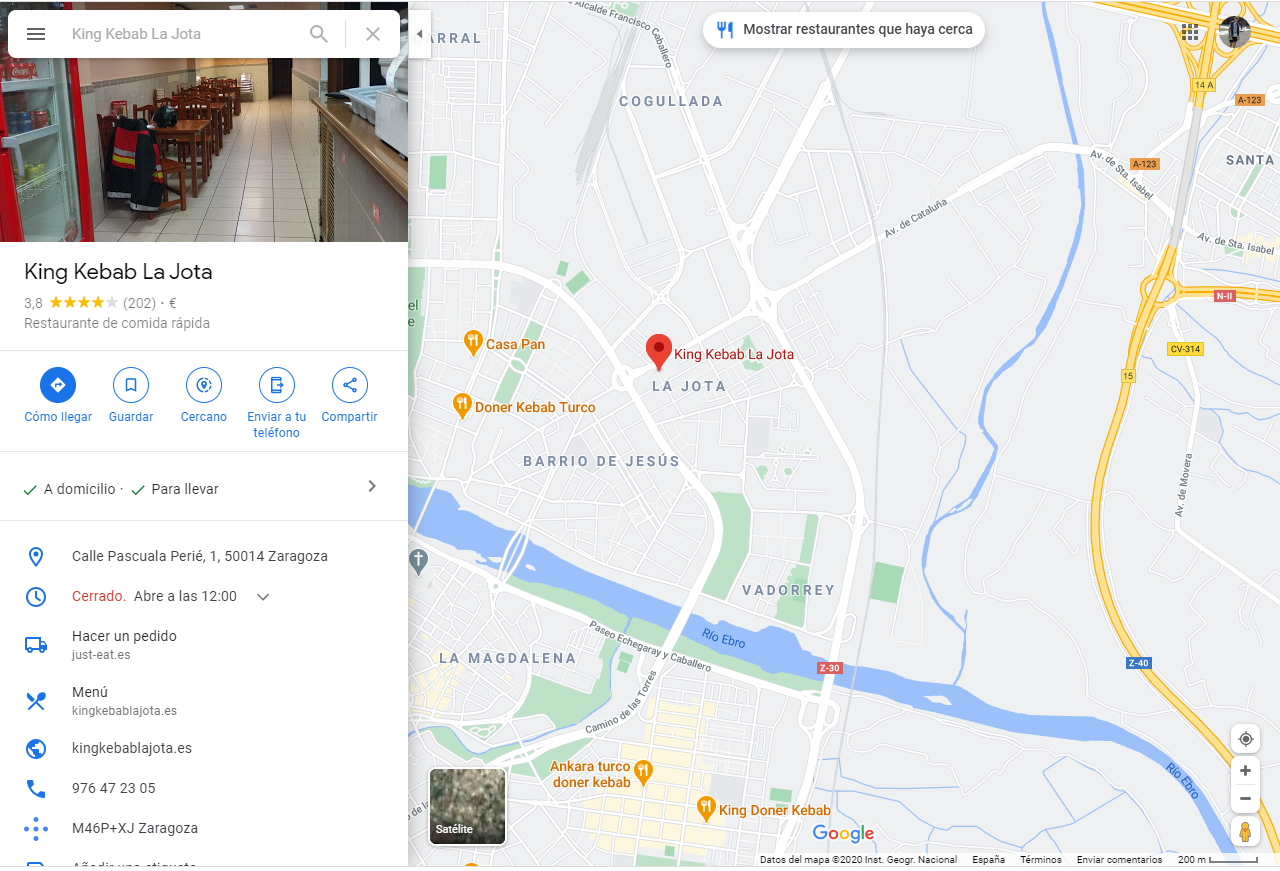 King Kebab La Jota
King Kebab La Jota
3,8 (202) · €
Restaurante de comida rápida
Cómo llegar
Guardar
Cercano
Enviar a tu
teléfono
Compartir
A domicilio · Para llevar
Calle Pascuala Perié, 1, 50014 Zaragoza
Cerrado. Abre a las 12:00
Hacer un pedido
just-eat.es
Menú
kingkebablajota.es
kingkebablajota.es
976 47 23 05
M46P+XJ Zaragoza
Añadir una etiqueta
Mostrar restaurantes que haya cerca
Alcalde Francisco Caballero
ARRAL
COGULLADA
14 A
A-123
A-123
SANTA
Av. de Sta. Isabel
Av. de Cataluña
Av. de Sta. Isabel
N-II
el
e
Casa Pan
King Kebab La Jota
CV-314
LA JOTA
15
Doner Kebab Turco
BARRIO DE JESÚS
Av. de Movera
VADORREY
Paseo Echegaray y Caballero
Río Ebro
LA MAGDALENA
Z-30
Z-40
Camino de las Torres
Ankara turco
doner kebab
Río Ebro
King Doner Kebab
o de la
Satélite
Google
Datos del mapa ©2020 Inst. Geogr. Nacional España Términos Enviar comentarios 200 m